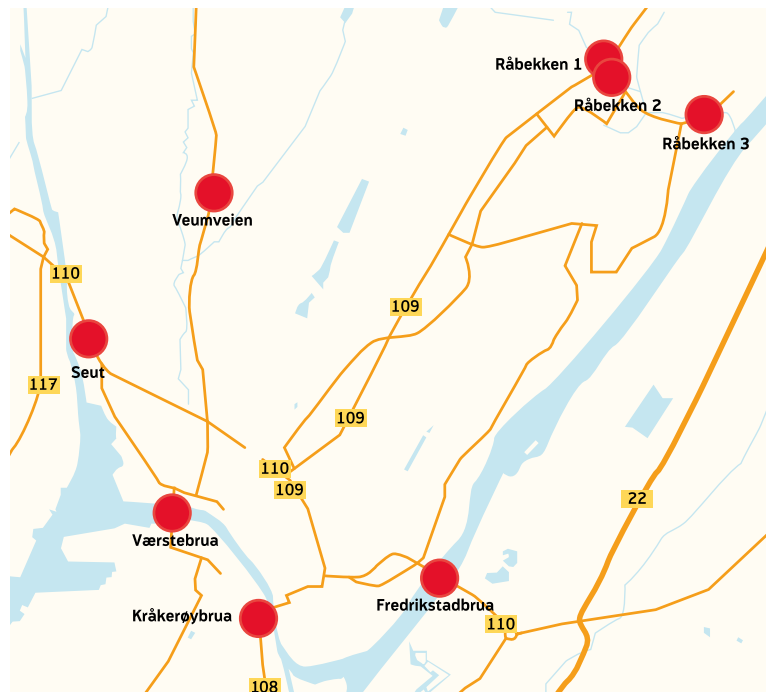 Råbekken 1
Råbekken 2
Råbekken 3
Veumveien
110
109
Seut
117
109
110
109
22
Værstebrua
Fredrikstadbrua
Kråkerøybrua
110
108